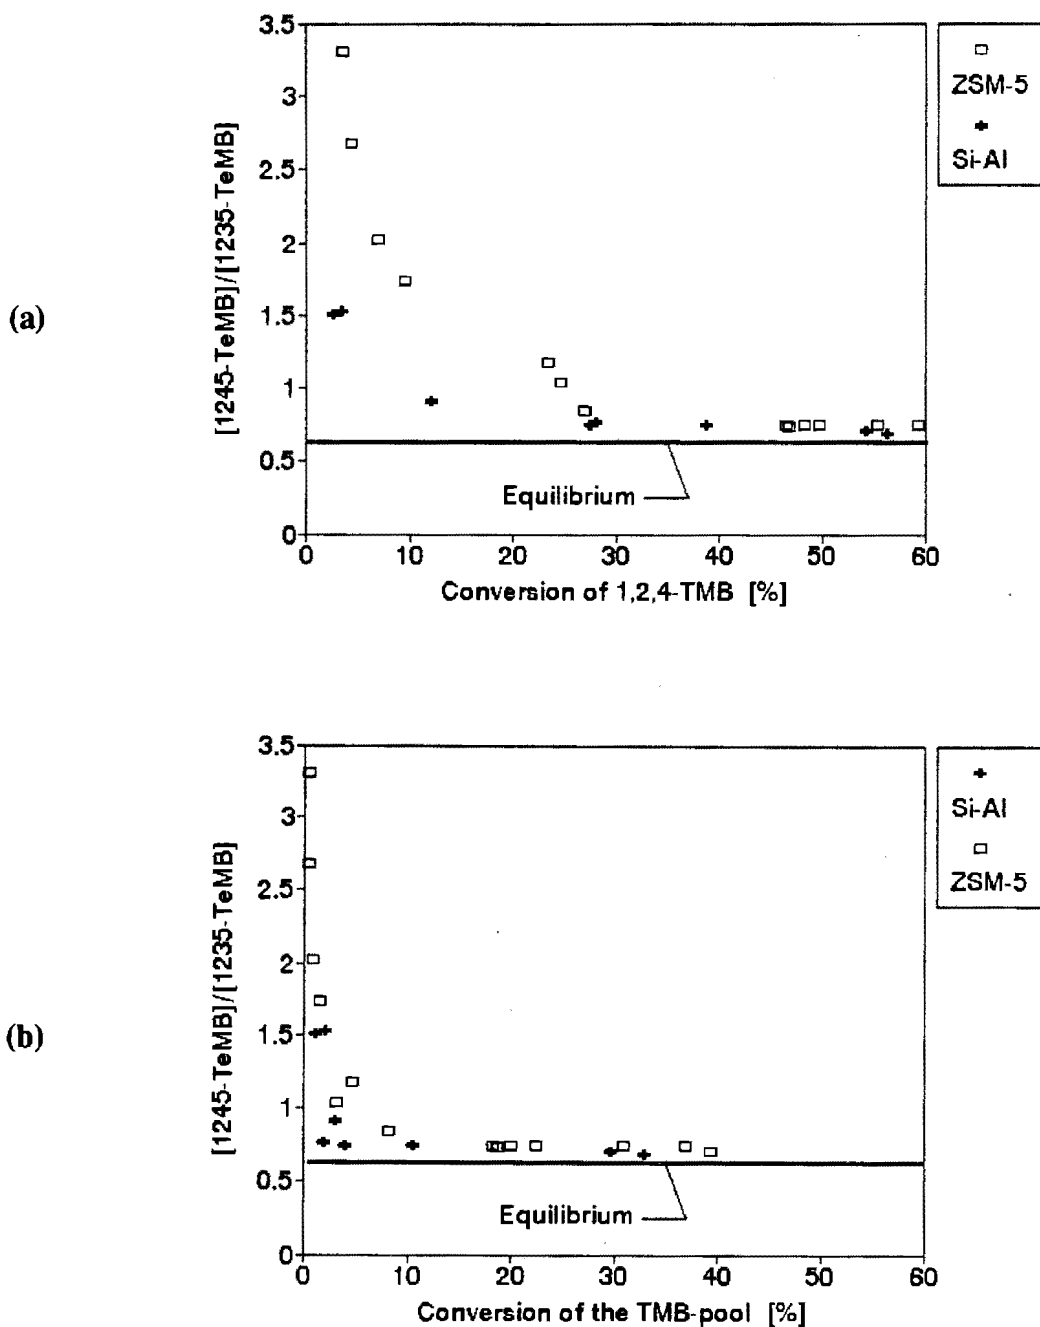 (a)
[1245-TeMB]/[1235-TeMB]
3.5
3
2.5
2
1.5
1
0.5
0
0 10 20 30 40 50 60
Conversion of 1,2,4-TMB [%]
Equilibrium
ZSM-5
Si-Al
(b)
[1245-TeMB]/[1235-TeMB]
3.5
3
2.5
2
1.5
1
0.5
0
0 10 20 30 40 50 60
Conversion of the TMB-pool [%]
Equilibrium
Si-Al
ZSM-5